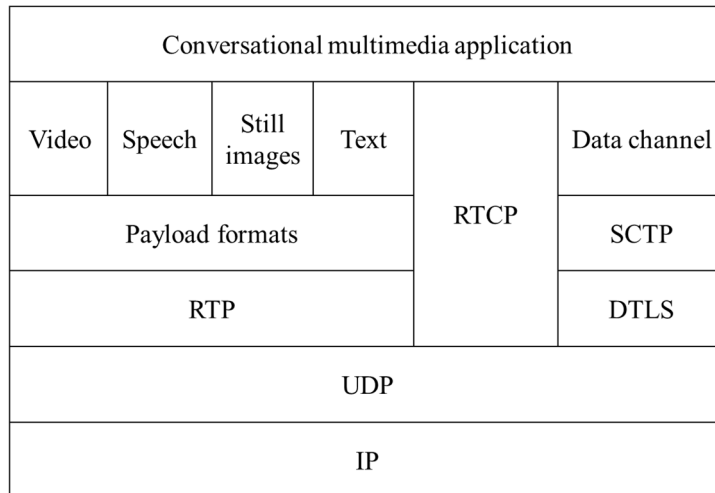 Conversational multimedia application
Video
Speech
Still
images
Text
RTCP
Data channel
Payload formats
SCTP
RTP
DTLS
UDP
IP